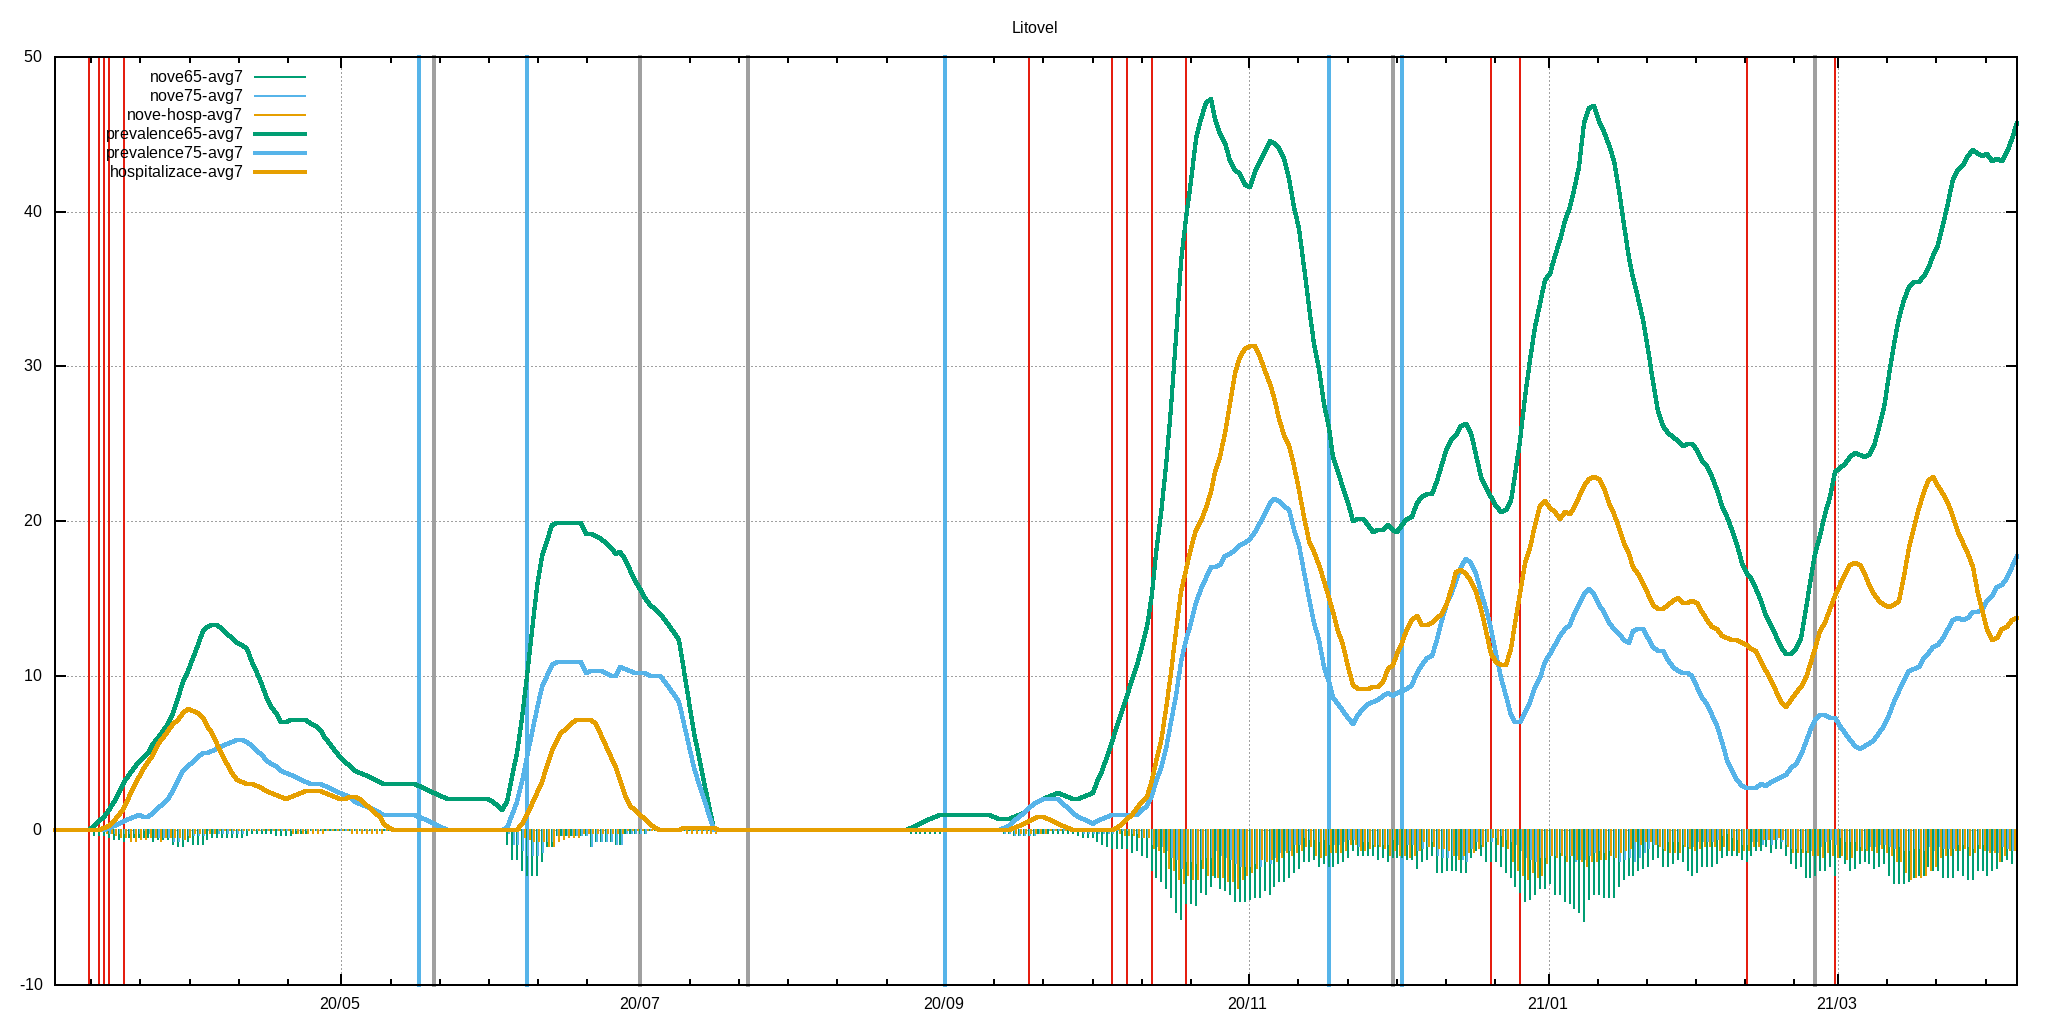 Litovel
50
nove65-avg7
nove75-avg7
nove-hosp-avg7
prevalence65-avg7
prevalence75-avg7
hospitalizace-avg7
40
30
20
10
0
-10
20/05 20/07 20/09 20/11 21/01 21/03